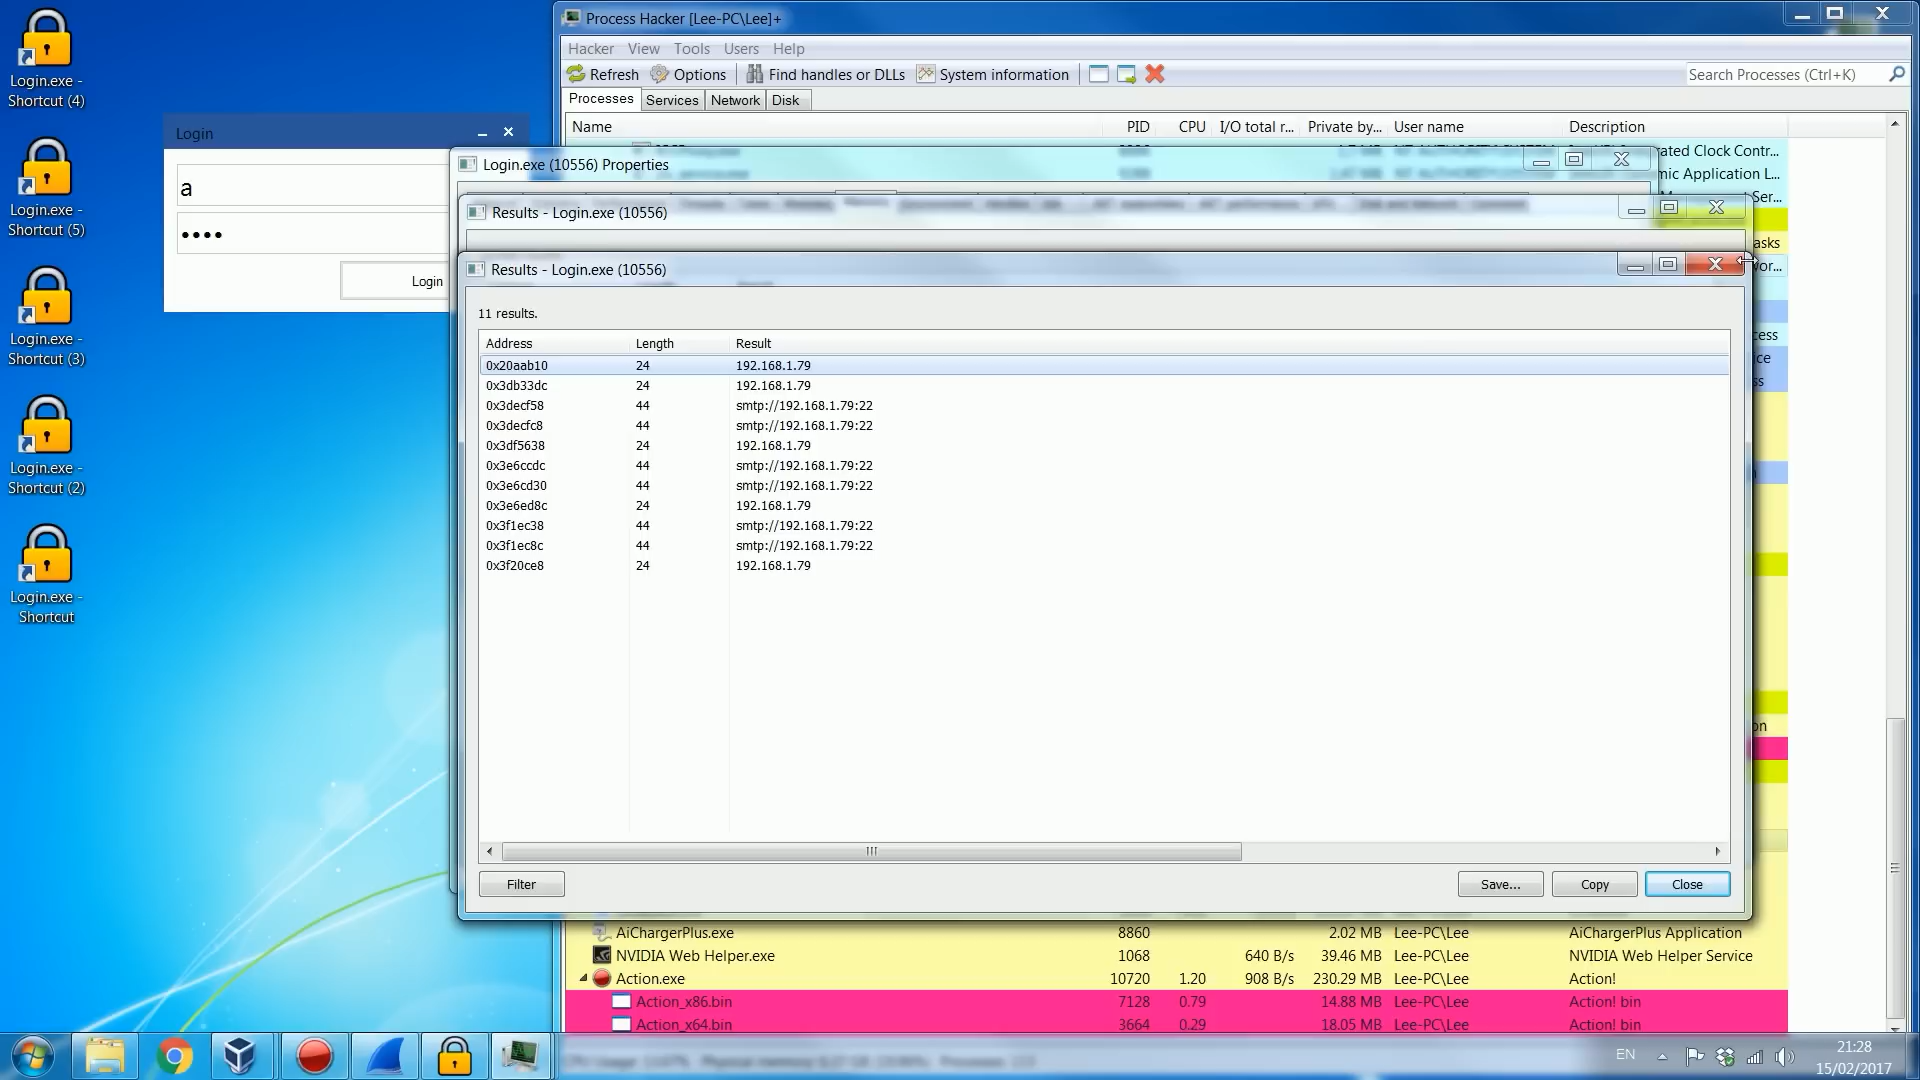 Login.exe -
Shortcut (4)
Login.exe -
Shortcut (5)
Login.exe -
Shortcut (3)
Login.exe -
Shortcut (2)
Login.exe -
Shortcut
Login
a
••••
Login
Process Hacker [Lee-PC\Lee]+
Hacker View Tools Users Help
Refresh Options Find handles or DLLs System information Search Processes (Ctrl+K)
Processes Services Network Disk
Name PID CPU I/O total r... Private by... User name Description
Login.exe (10556) Properties
Results - Login.exe (10556)
Results - Login.exe (10556)
11 results.
Address Length Result
0x20aab10 24 192.168.1.79
0x3db33dc 24 192.168.1.79
0x3decf58 44 smtp://192.168.1.79:22
0x3decfc8 44 smtp://192.168.1.79:22
0x3df5638 24 192.168.1.79
0x3e6ccdc 44 smtp://192.168.1.79:22
0x3e6cd30 44 smtp://192.168.1.79:22
0x3e6ed8c 24 192.168.1.79
0x3f1ec38 44 smtp://192.168.1.79:22
0x3f1ec8c 44 smtp://192.168.1.79:22
0x3f20ce8 24 192.168.1.79
Filter Save... Copy Close
AiChargerPlus.exe 8860 2.02 MB Lee-PC\Lee AiChargerPlus Application
NVIDIA Web Helper.exe 1068 640 B/s 39.46 MB Lee-PC\Lee NVIDIA Web Helper Service
Action.exe 10720 1.20 908 B/s 230.29 MB Lee-PC\Lee Action!
Action_x86.bin 7128 0.79 14.88 MB Lee-PC\Lee Action! bin
Action_x64.bin 3664 0.29 18.05 MB Lee-PC\Lee Action! bin
EN
21:28
15/02/2017